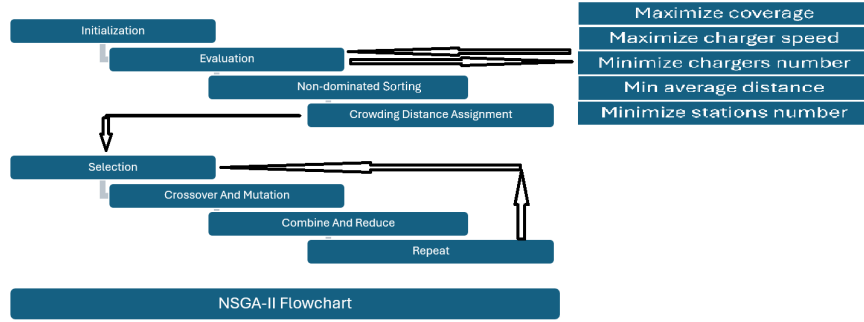 Initialization
Evaluation
Non-dominated Sorting
Crowding Distance Assignment
Selection
Crossover And Mutation
Combine And Reduce
Repeat
NSGA-II Flowchart
Maximize coverage
Maximize charger speed
Minimize chargers number
Min average distance
Minimize stations number